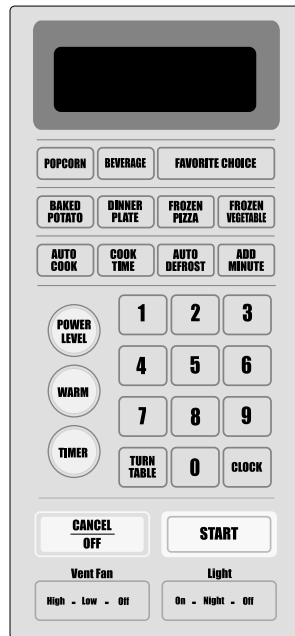 POPCORN BEVERAGE FAVORITE CHOICE
BAKED DINNER FROZEN FROZEN
POTATO PLATE PIZZA VEGETABLE
AUTO COOK AUTO ADD
COOK TIME DEFROST MINUTE
1 2 3
POWER
LEVEL
4 5 6
WARM
7 8 9
TIMER
TURN
TABLE 0 CLOCK
CANCEL
OFF
START
Vent Fan Light
High - Low - Off On - Night - Off